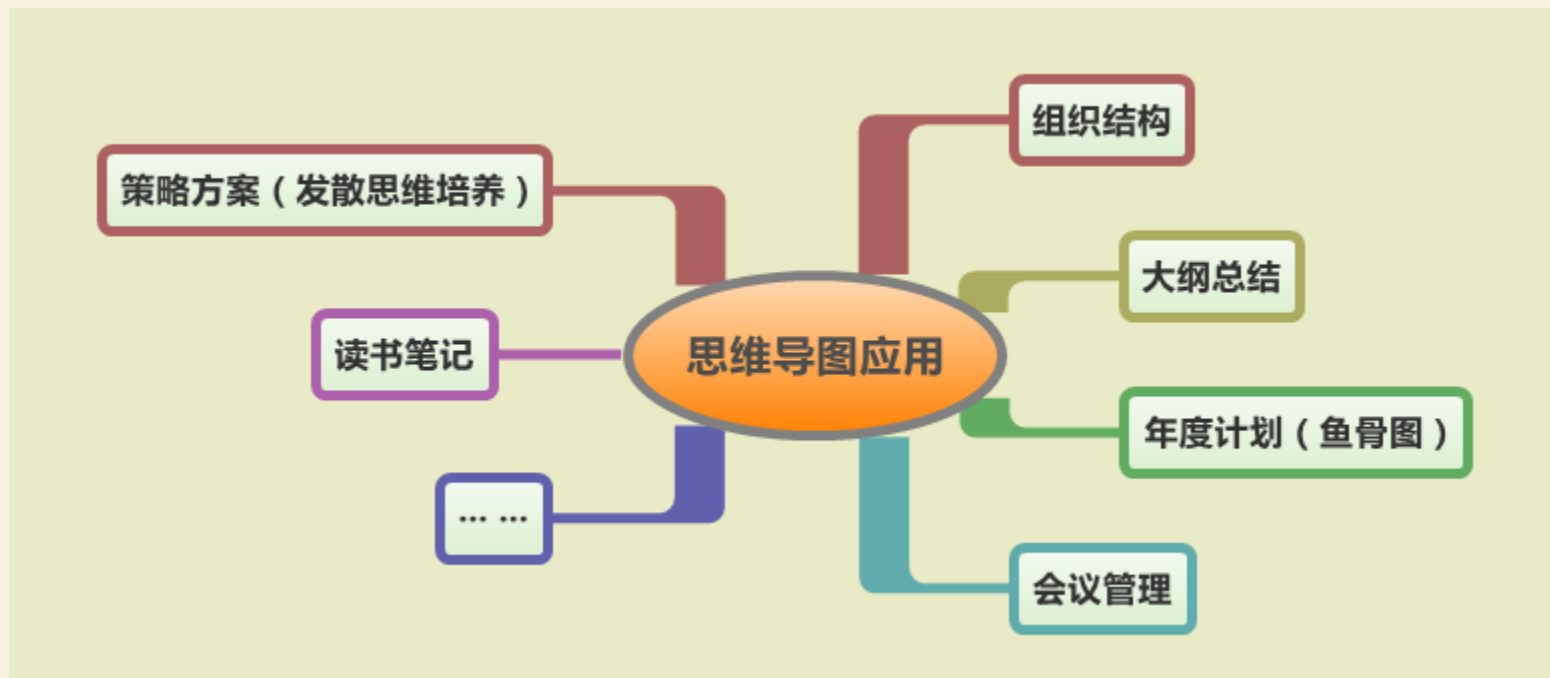 组织结构
策略方案（发散思维培养）
大纲总结
思维导图应用
读书笔记
年度计划（鱼骨图）
… …
会议管理